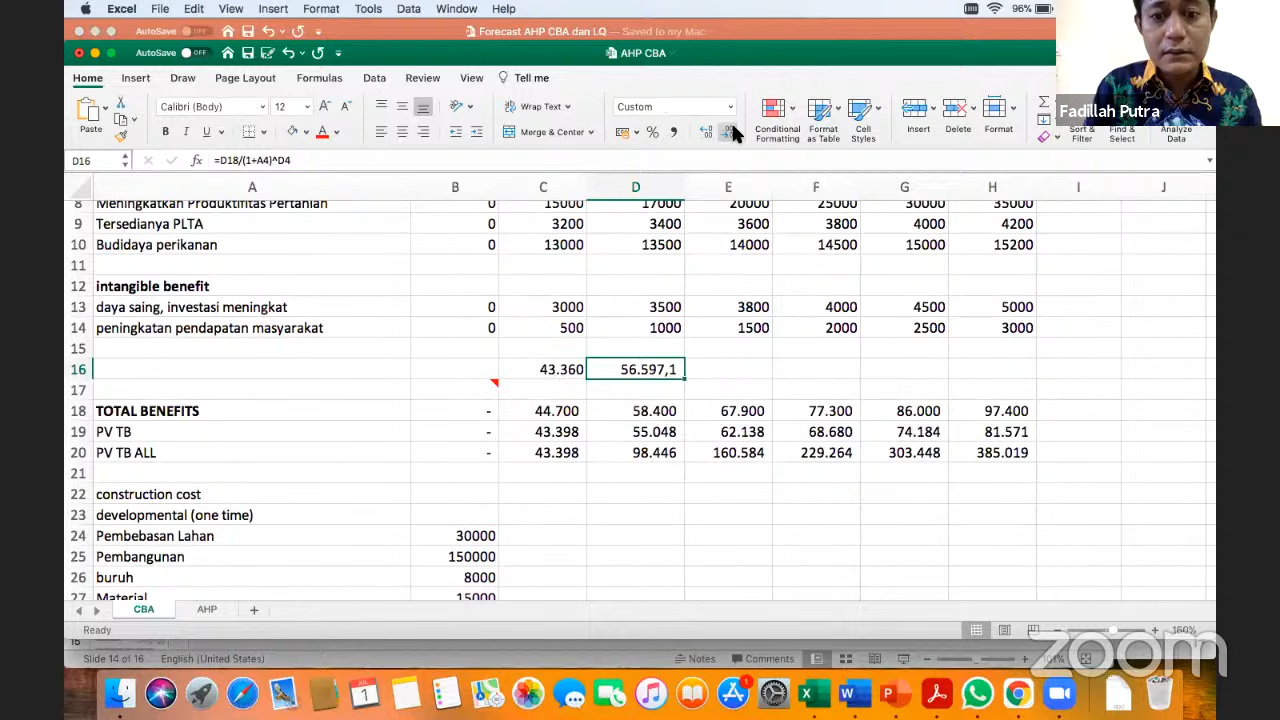 Excel File Edit View Insert Format Tools Data Window Help 96%
AutoSave OFF Forecast AHP CBA dan LQ — Saved to my Mac
AutoSave OFF AHP CBA
Home Insert Draw Page Layout Formulas Data Review View Tell me
Paste Calibri (Body) 12 Wrap Text Merge & Center Custom Conditional Formatting Format as Table Cell Styles Insert Delete Format Sort & Filter Find & Select Analyze Data
Fadillah Putra
D16 fx =D18/(1+A4)^D4
A B C D E F G H I J
8 Meningkatkan Produktifitas Pertanian 0 15000 17000 20000 25000 30000 35000
9 Tersedianya PLTA 0 3200 3400 3600 3800 4000 4200
10 Budidaya perikanan 0 13000 13500 14000 14500 15000 15200
11
12 intangible benefit
13 daya saing, investasi meningkat 0 3000 3500 3800 4000 4500 5000
14 peningkatan pendapatan masyarakat 0 500 1000 1500 2000 2500 3000
15
16 43.360 56.597,1
17
18 TOTAL BENEFITS - 44.700 58.400 67.900 77.300 86.000 97.400
19 PV TB - 43.398 55.048 62.138 68.680 74.184 81.571
20 PV TB ALL - 43.398 98.446 160.584 229.264 303.448 385.019
21
22 construction cost
23 developmental (one time)
24 Pembebasan Lahan 30000
25 Pembangunan 150000
26 buruh 8000
27 Material 15000
CBA AHP +
Ready 160%
Slide 14 of 16 English (United States) Notes Comments
zoom